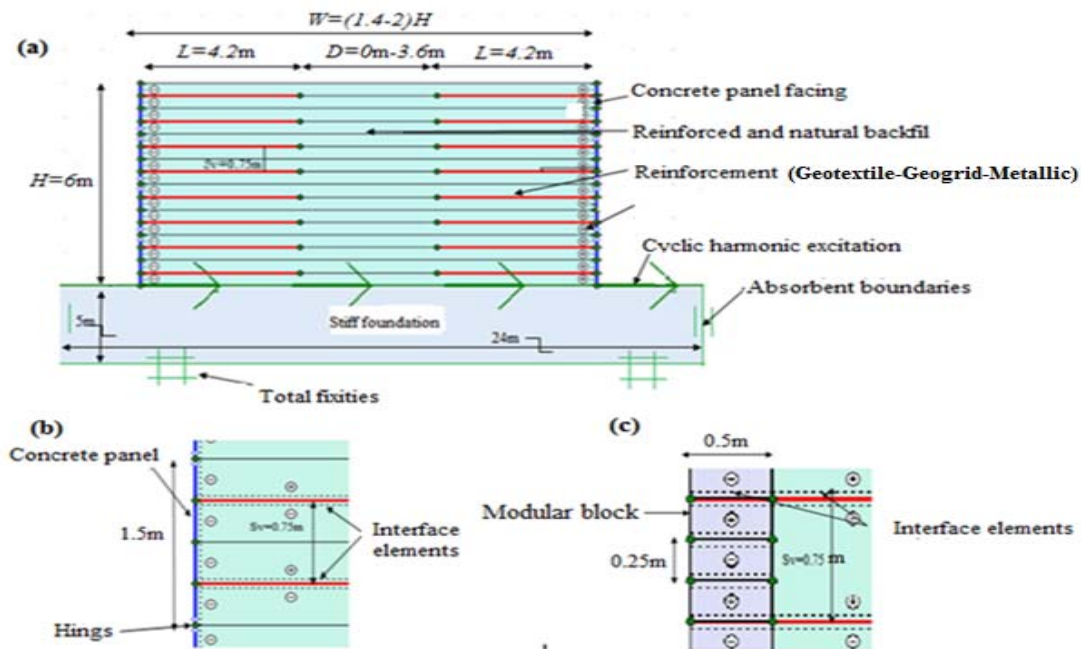 W=(1.4-2)H
(a)
L=4.2m
D=0m-3.6m
L=4.2m
Concrete panel facing
Reinforced and natural backfil
Sv=0.75m
H=6m
Reinforcement (Geotextile-Geogrid-Metallic)
Cyclic harmonic excitation
Absorbent boundaries
5m
Stiff foundation
24m
Total fixities
(b)
(c)
Concrete panel
0.5m
1.5m
Sv=0.75m
Interface
elements
Modular block
Interface elements
0.25m
Sv=0.75 m
Hings